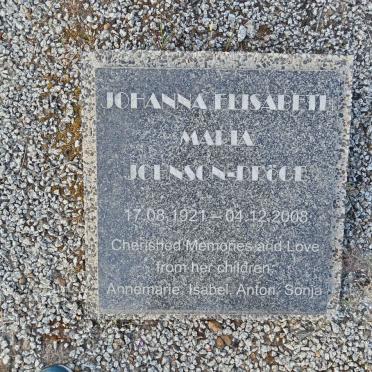 JOHANNA ELISABETH
MARIA
JOHNSON-
17.08.1921 – 04.12.2008
Cherished Memories and Love
from her children:
Annemarie, Isabel, Anton, Sonja